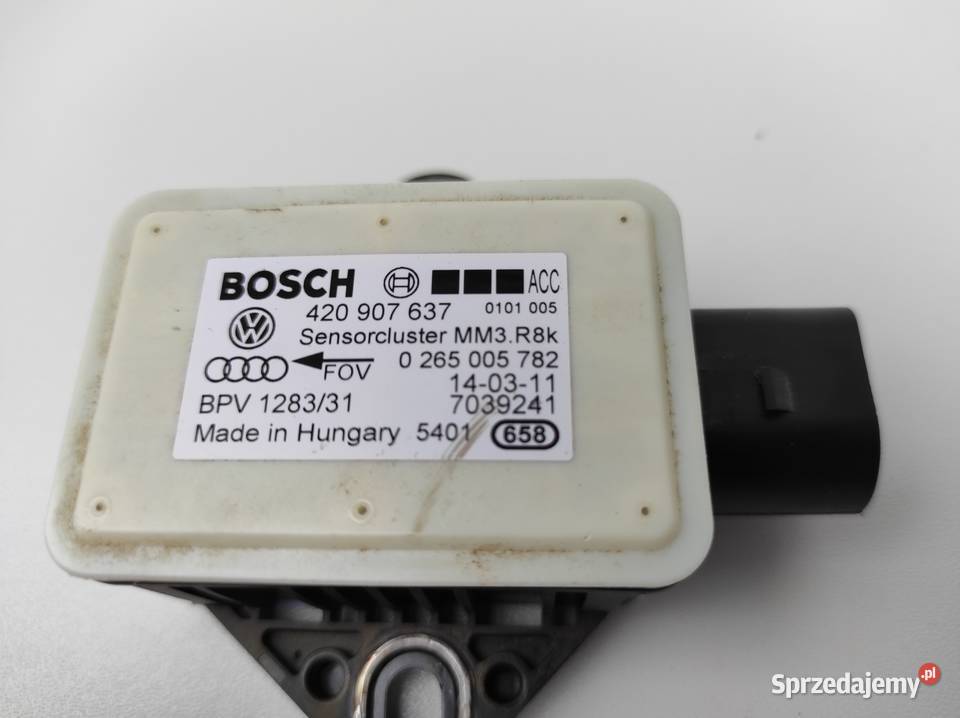 BOSCH ACC
420 907 637 0101 005
Sensorcluster MM3.R8k
FOV 0 265 005 782
14-03-11
BPV 1283/31 7039241
Made in Hungary 5401 658
Sprzedajemy.pl